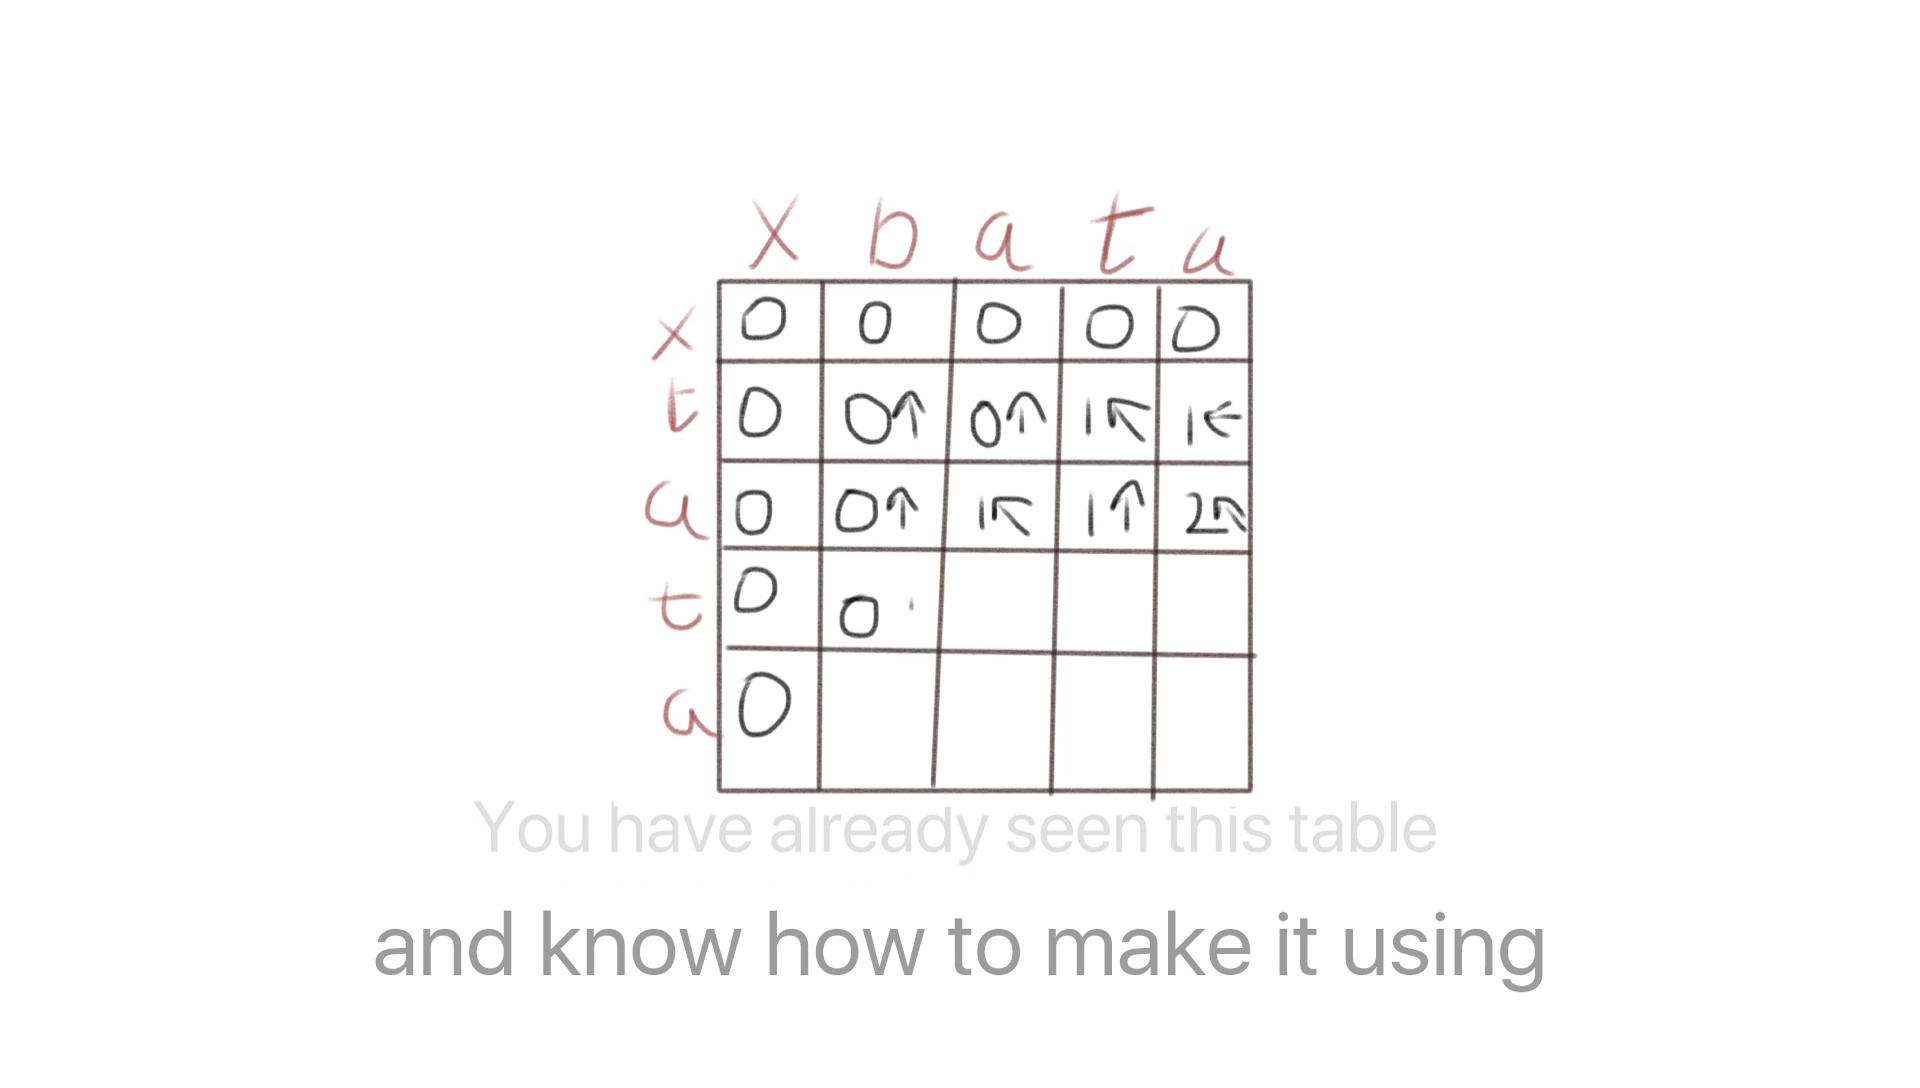 x b a t a
x 0 0 0 0 0
t 0 0↑ 0↑ 1↖ 1←
a 0 0↑ 1↖ 1↑ 2↖
t 0 0
a 0
You have already seen this table
and know how to make it using